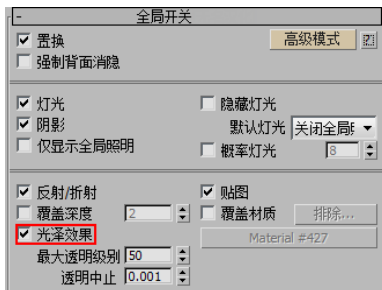 - 全局开关
置换 高级模式 ?
强制背面消隐
灯光 隐藏灯光
阴影 默认灯光 关闭全局
仅显示全局照明 概率灯光 8
反射/折射 贴图
覆盖深度 2 覆盖材质 排除...
光泽效果 Material #427
最大透明级别 50
透明中止 0.001